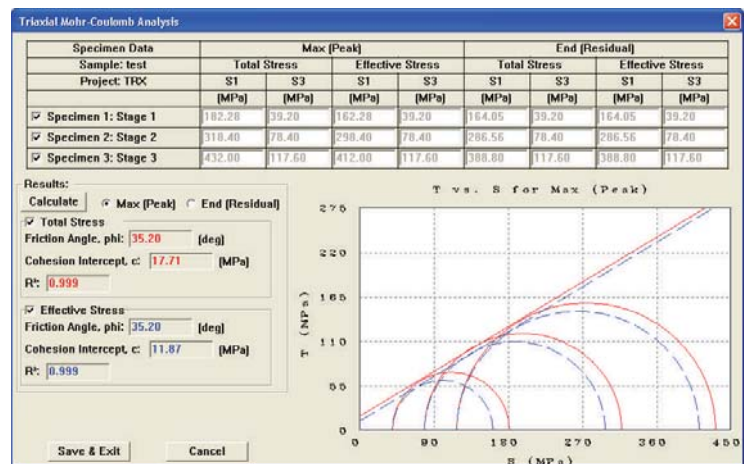 Triaxial Mohr-Coulomb Analysis
Specimen Data Max (Peak) End (Residual)
Sample: test Total Stress Effective Stress Total Stress Effective Stress
Project: TRX S1 S3 S1 S3 S1 S3 S1 S3
(MPa) (MPa) (MPa) (MPa) (MPa) (MPa) (MPa) (MPa)
Specimen 1: Stage 1 182.28 39.20 162.28 39.20 164.05 39.20 164.05 39.20
Specimen 2: Stage 2 318.40 78.40 298.40 78.40 286.56 78.40 286.56 78.40
Specimen 3: Stage 3 432.00 117.60 412.00 117.60 388.80 117.60 388.80 117.60
Results:
Calculate Max (Peak) End (Residual)
Total Stress
Friction Angle, phi: 35.20 (deg)
Cohesion Intercept, c: 17.71 (MPa)
R²: 0.999
Effective Stress
Friction Angle, phi: 35.20 (deg)
Cohesion Intercept, c: 11.87 (MPa)
R²: 0.999
Save & Exit Cancel
T vs. S for Max (Peak)
275
220
165
110
55
0
T (MPa)
0 90 180 270 360 450
S (MPa)